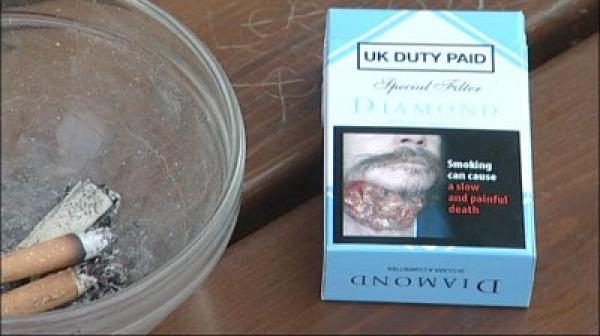 UK DUTY PAID
Special Filter
DIAMOND
Smoking
can cause
a slow
and painful
death
DIAMOND